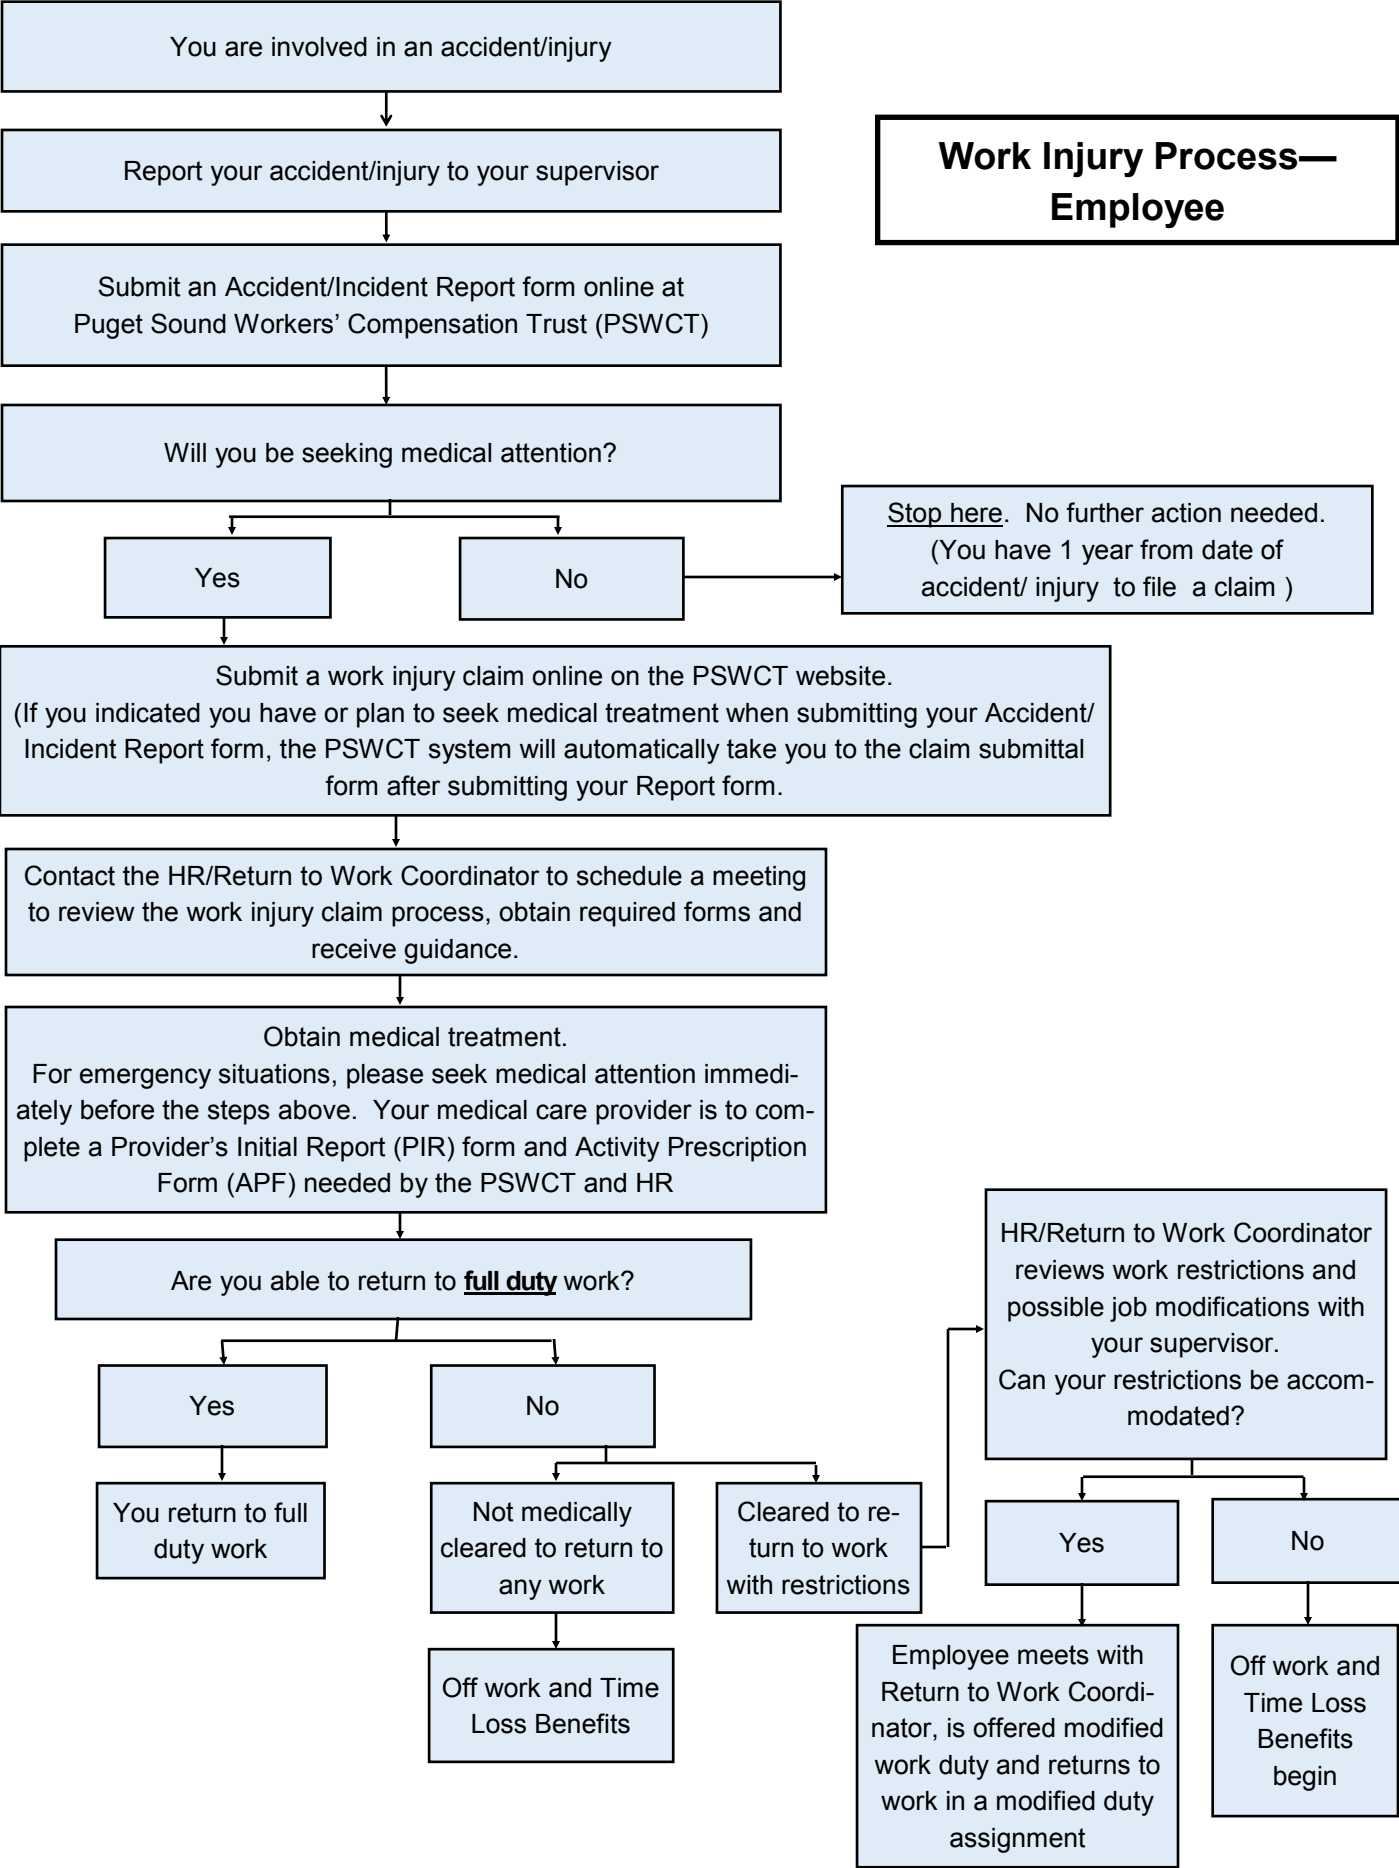 You are involved in an accident/injury
Work Injury Process—
Employee
Report your accident/injury to your supervisor
Submit an Accident/Incident Report form online at
Puget Sound Workers’ Compensation Trust (PSWCT)
Will you be seeking medical attention?
Yes
No
Stop here.  No further action needed.
(You have 1 year from date of
accident/ injury  to file  a claim )
Submit a work injury claim online on the PSWCT website.
(If you indicated you have or plan to seek medical treatment when submitting your Accident/
Incident Report form, the PSWCT system will automatically take you to the claim submittal
form after submitting your Report form.
Contact the HR/Return to Work Coordinator to schedule a meeting
to review the work injury claim process, obtain required forms and
receive guidance.
Obtain medical treatment.
For emergency situations, please seek medical attention immedi-
ately before the steps above.  Your medical care provider is to com-
plete a Provider’s Initial Report (PIR) form and Activity Prescription
Form (APF) needed by the PSWCT and HR
Are you able to return to full duty work?
Yes
No
You return to full
duty work
Not medically
cleared to return to
any work
Off work and Time
Loss Benefits
Cleared to re-
turn to work
with restrictions
HR/Return to Work Coordinator
reviews work restrictions and
possible job modifications with
your supervisor.
Can your restrictions be accom-
modated?
Yes
No
Employee meets with
Return to Work Coordi-
nator, is offered modified
work duty and returns to
work in a modified duty
assignment
Off work and
Time Loss
Benefits
begin